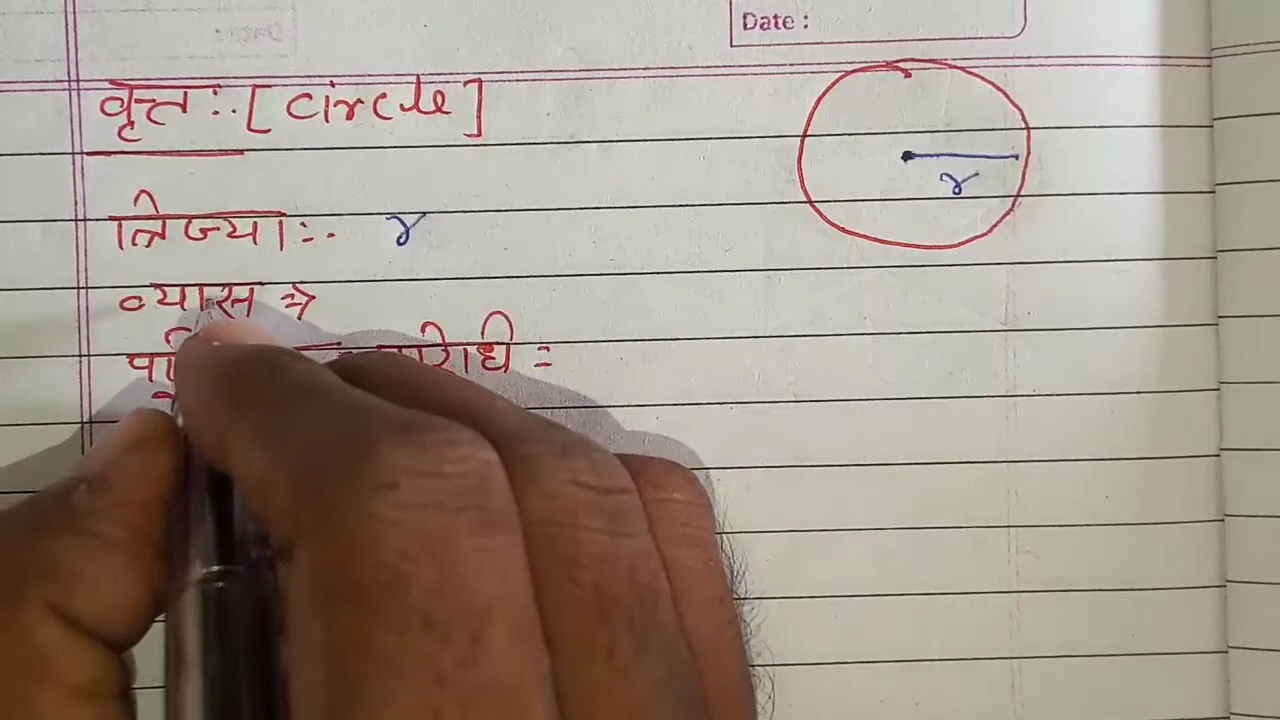 Date :
वृत्त :. [ circle ]
r
त्रिज्या :. r
व्यास ⇒
परिधी =